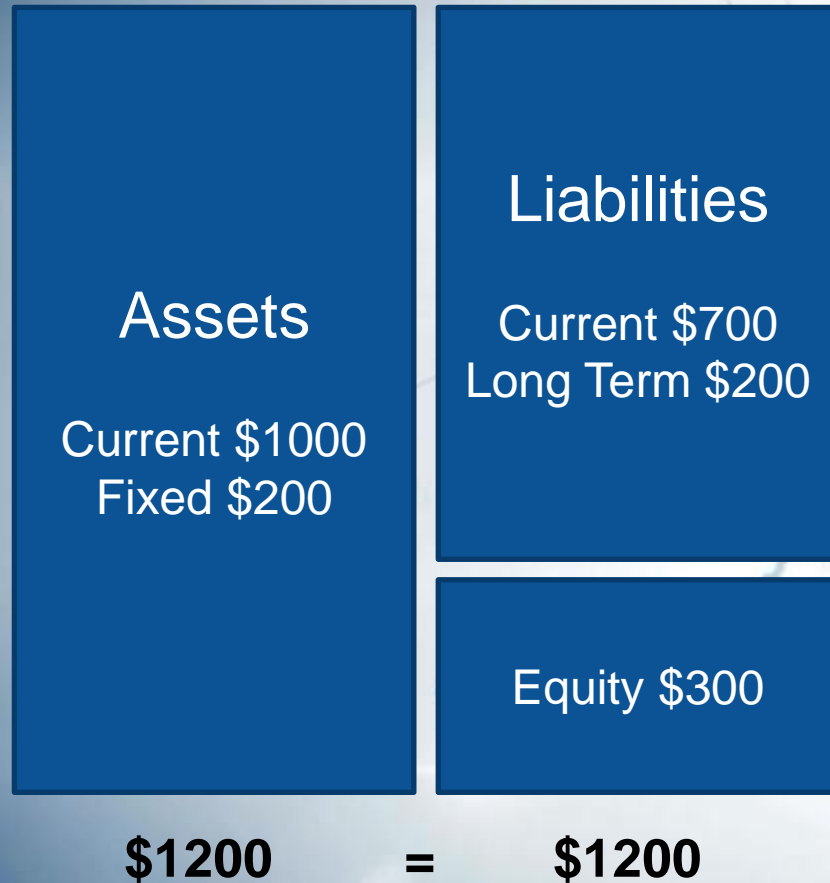 Assets
Current $1000
Fixed $200
Liabilities
Current $700
Long Term $200
Equity $300
$1200 = $1200